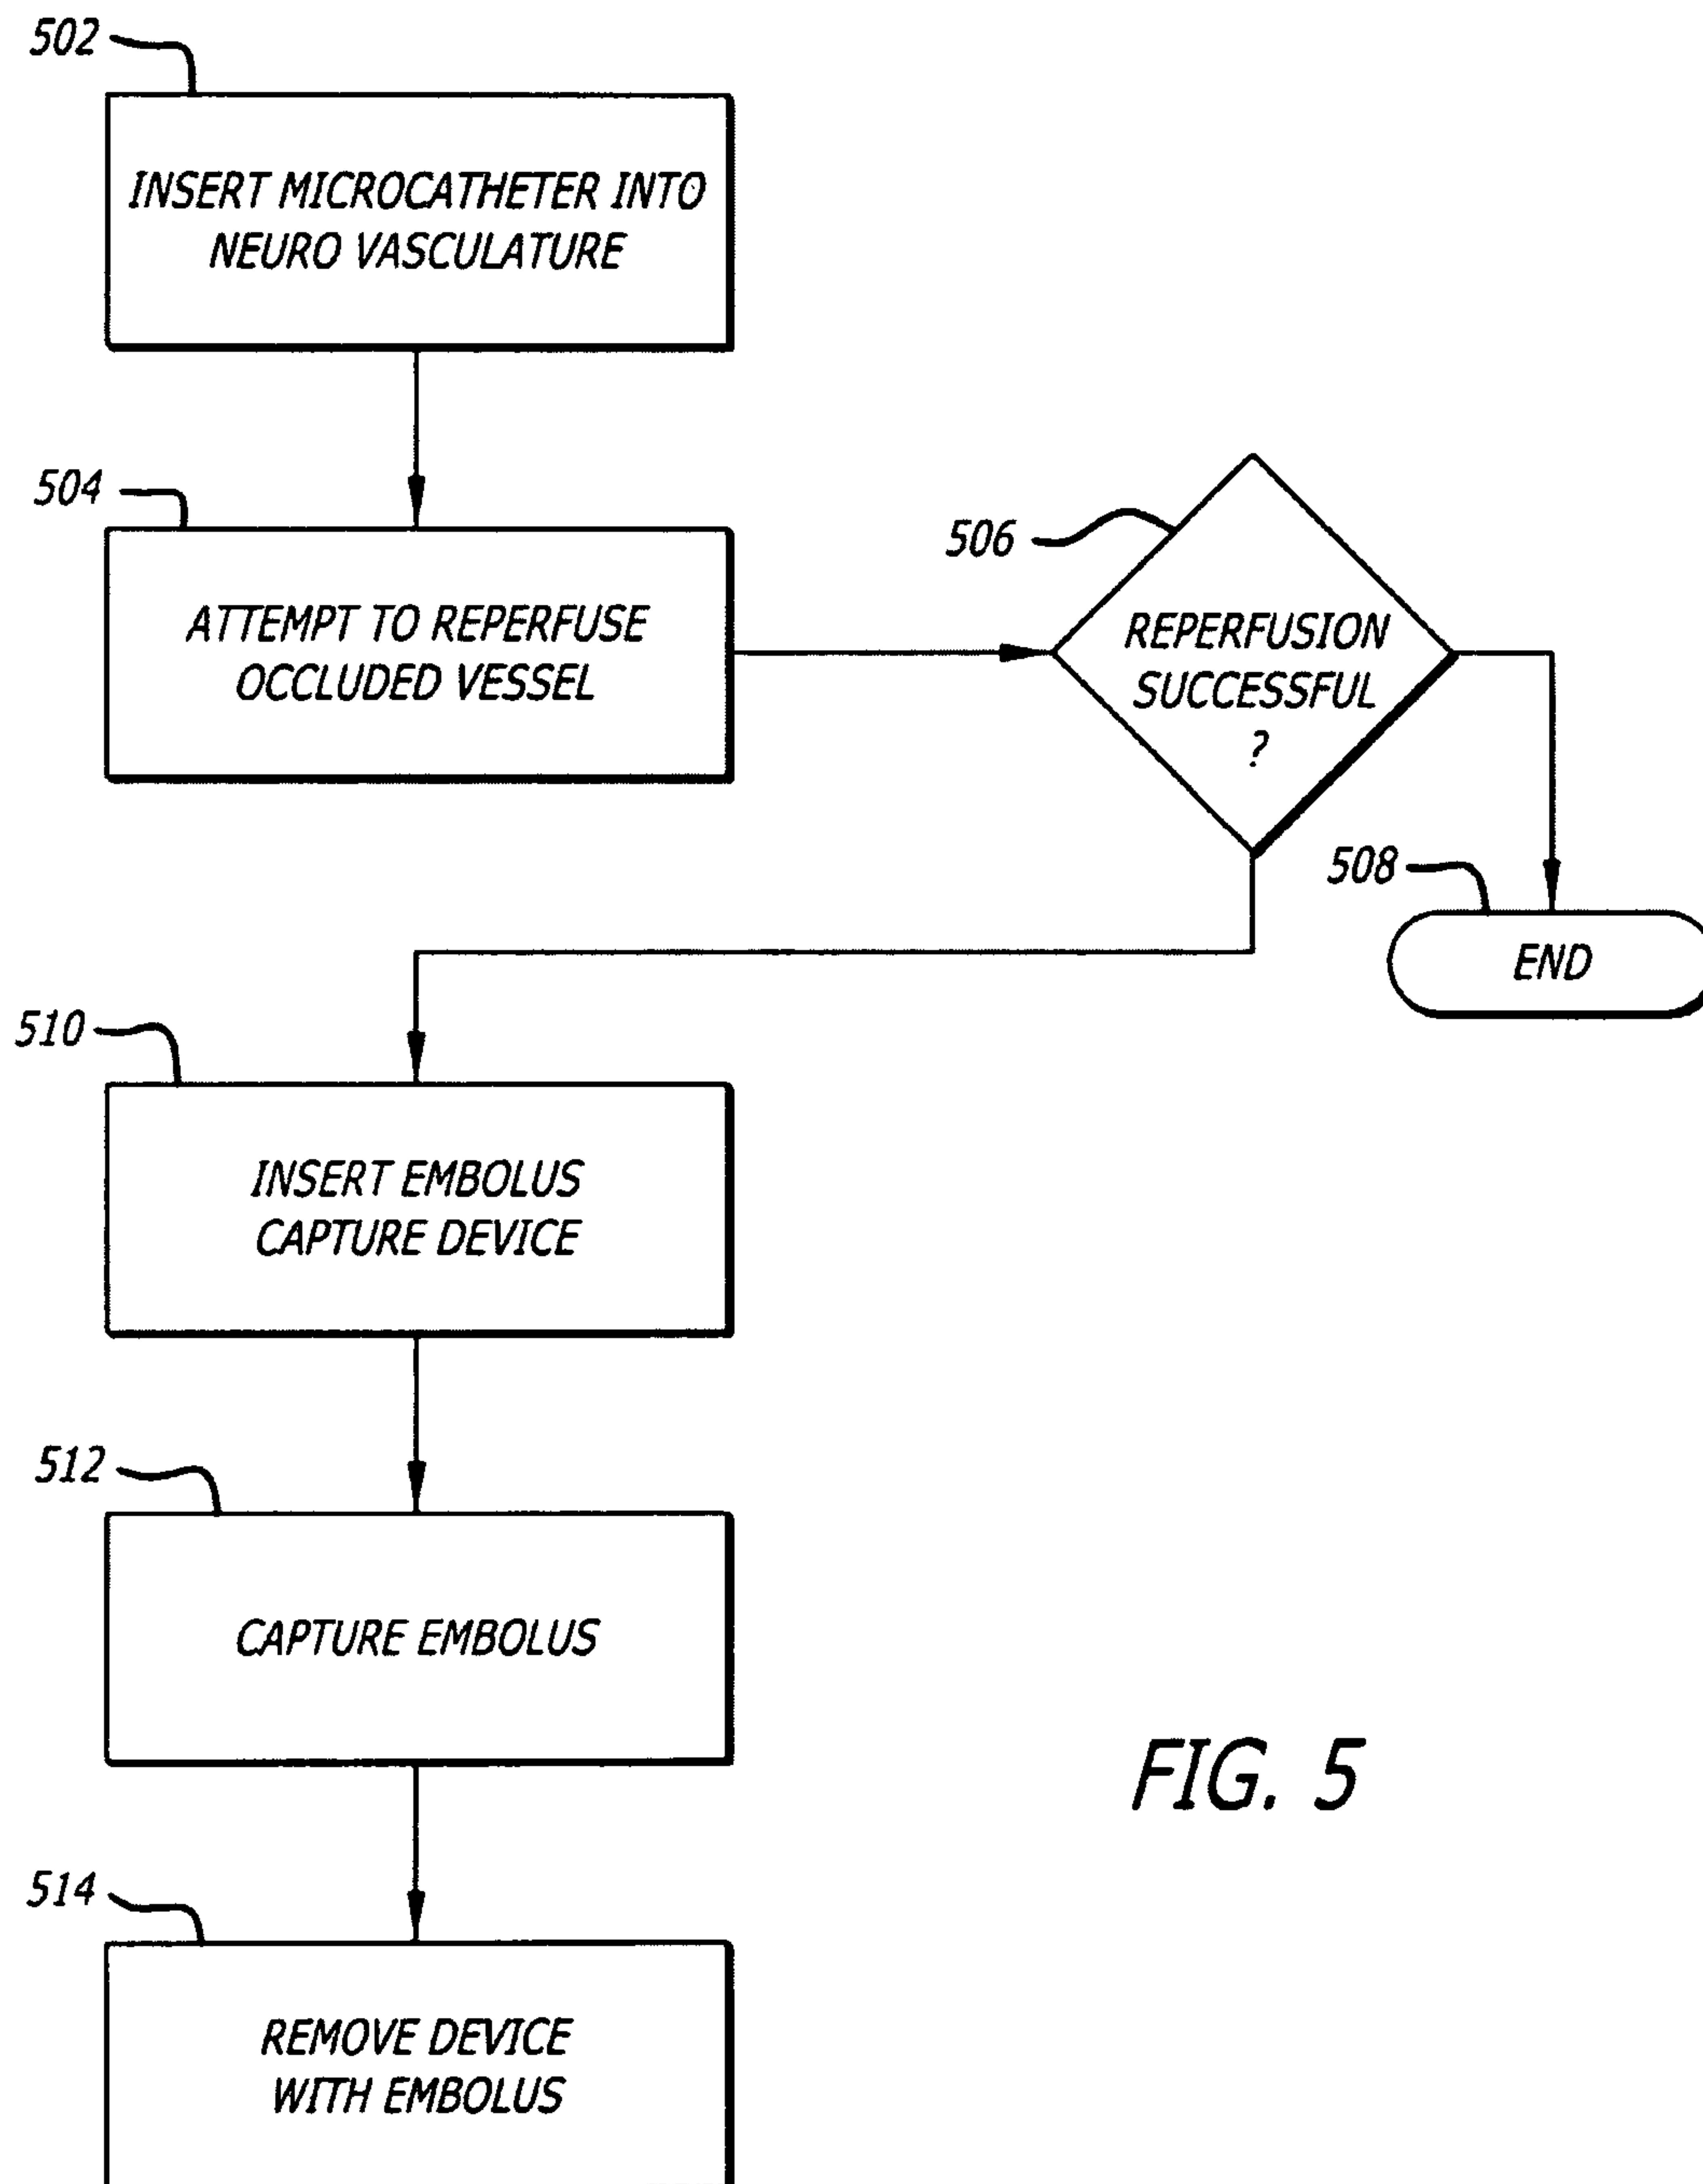 502
INSERT MICROCATHETER INTO
NEURO VASCULATURE
504
ATTEMPT TO REPERFUSE
OCCLUDED VESSEL
506
REPERFUSION
SUCCESSFUL
?
508
END
510
INSERT EMBOLUS
CAPTURE DEVICE
512
CAPTURE EMBOLUS
514
REMOVE DEVICE
WITH EMBOLUS
FIG. 5